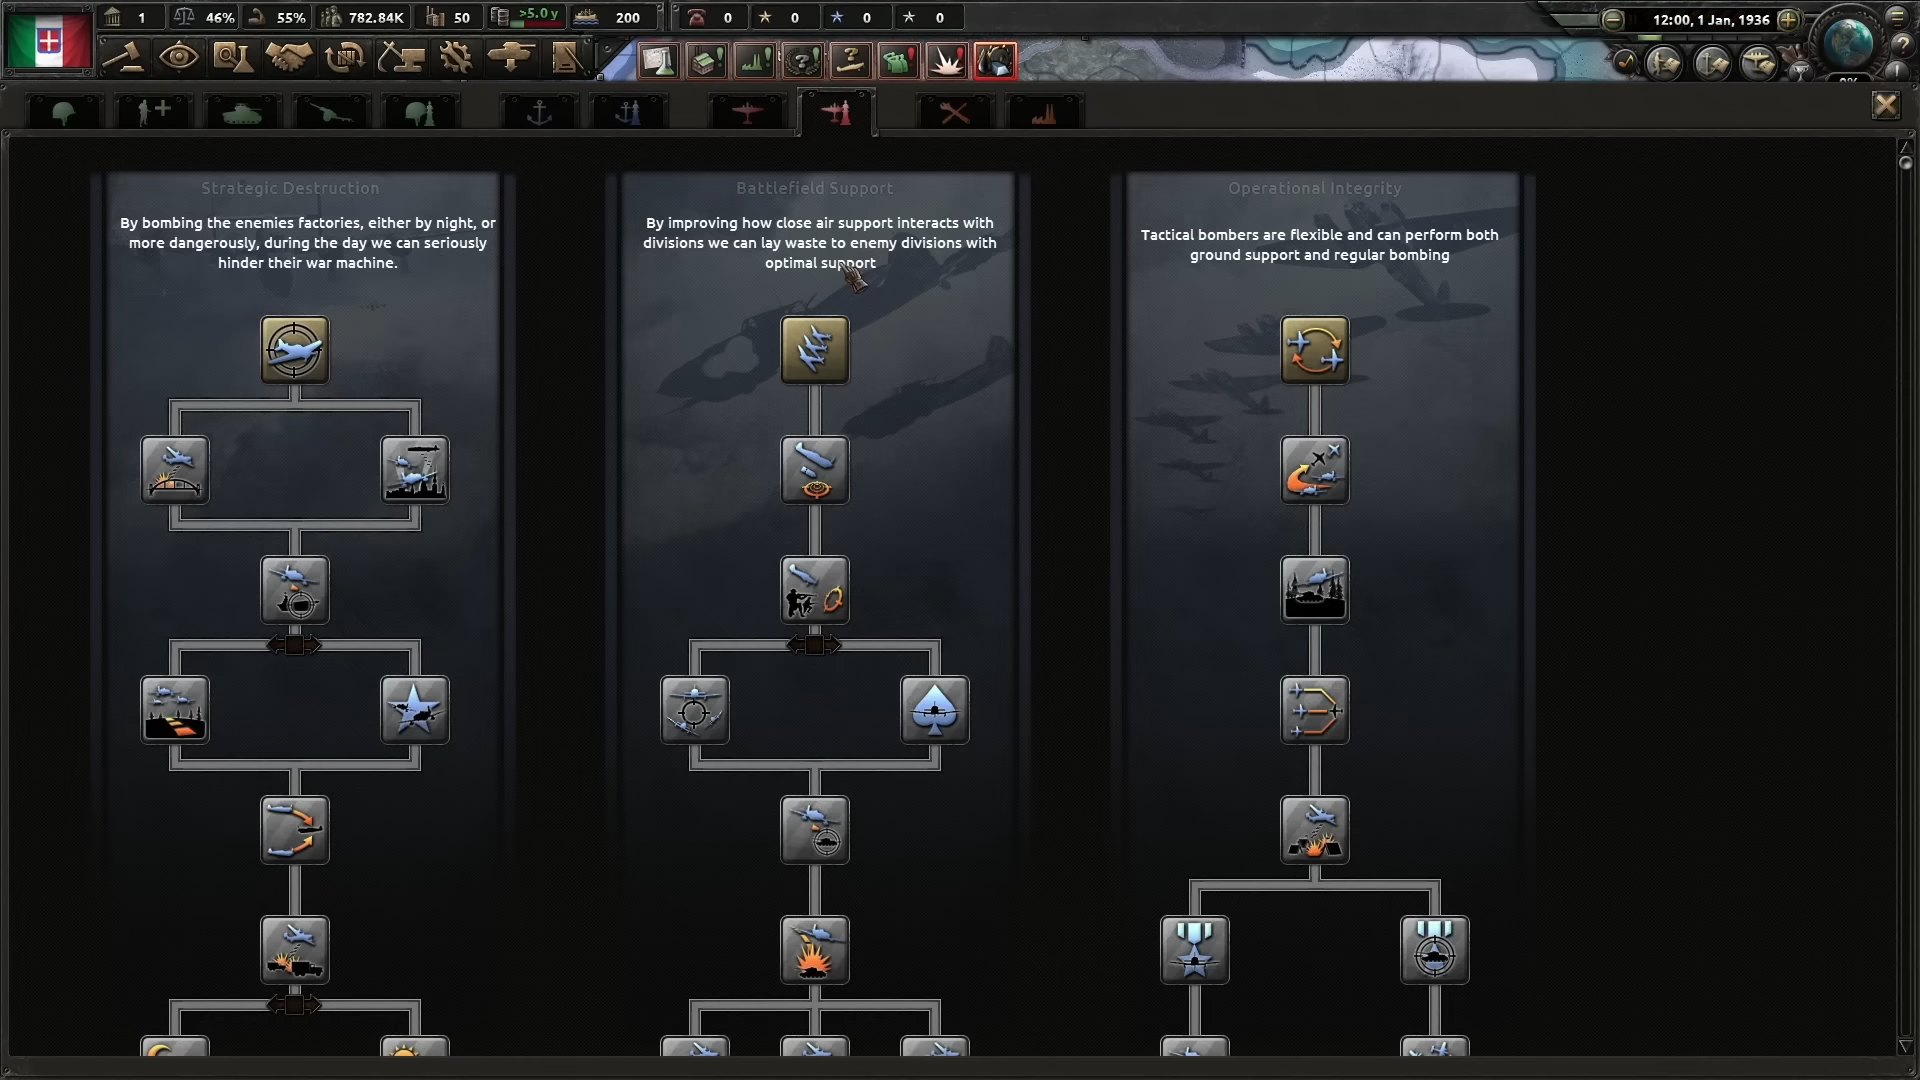 1 46% 55% 782.84K 50 >5.0 y 200 0 0 0 0 12:00, 1 Jan, 1936
Strategic Destruction
By bombing the enemies factories, either by night, or
more dangerously, during the day we can seriously
hinder their war machine.
Battlefield Support
By improving how close air support interacts with
divisions we can lay waste to enemy divisions with
optimal support
Operational Integrity
Tactical bombers are flexible and can perform both
ground support and regular bombing